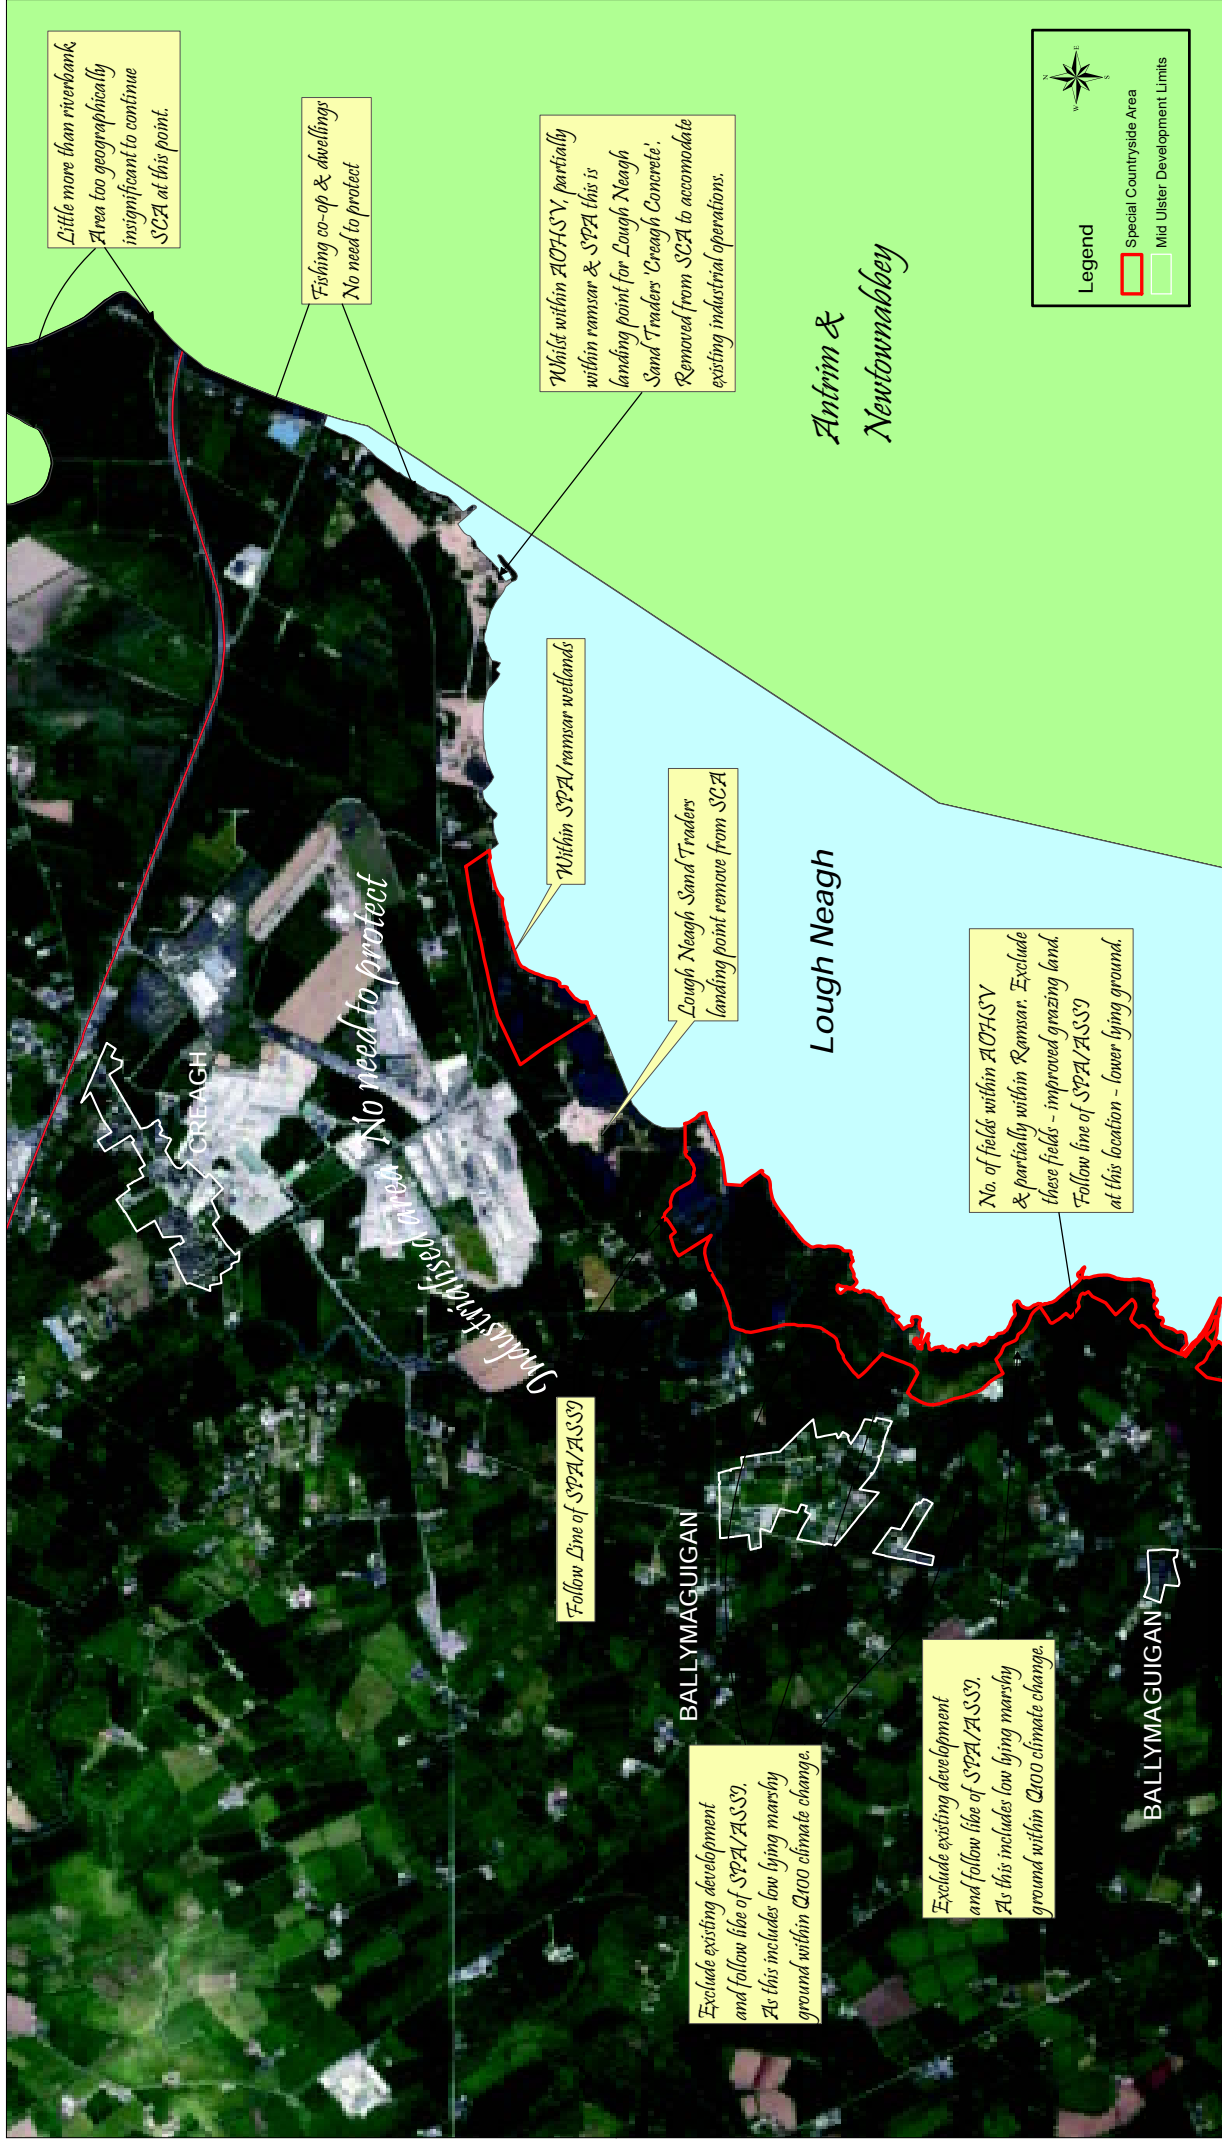 Little more than riverbank
Area too geographically
insignificant to continue
SCA at this point.
Fishing co-op & dwellings
No need to protect
Whilst within AOHSV, partially
within ramsar & SPA this is
landing point for Lough Neagh
Sand Traders 'Creagh Concrete'.
Removed from SCA to accomodate
existing industrial operations.
Antrim &
Newtownabbey
Legend
Special Countryside Area
Mid Ulster Development Limits
N
E
S
W
Within SPA/ramsar wetlands
Lough Neagh Sand Traders
landing point remove from SCA
Lough Neagh
No. of fields within AOHSV
& partially within Ramsar. Exclude
these fields - improved grazing land.
Follow line of SPA/ASSI
at this location - lower lying ground.
CREAGH
Industrialised area
No need to protect
Follow Line of SPA/ASSI
BALLYMAGUIGAN
Exclude existing development
and follow libe of SPA/ASSI.
As this includes low lying marshy
ground within Q100 climate change.
Exclude existing development
and follow libe of SPA/ASSI.
As this includes low lying marshy
ground within Q100 climate change.
BALLYMAGUIGAN